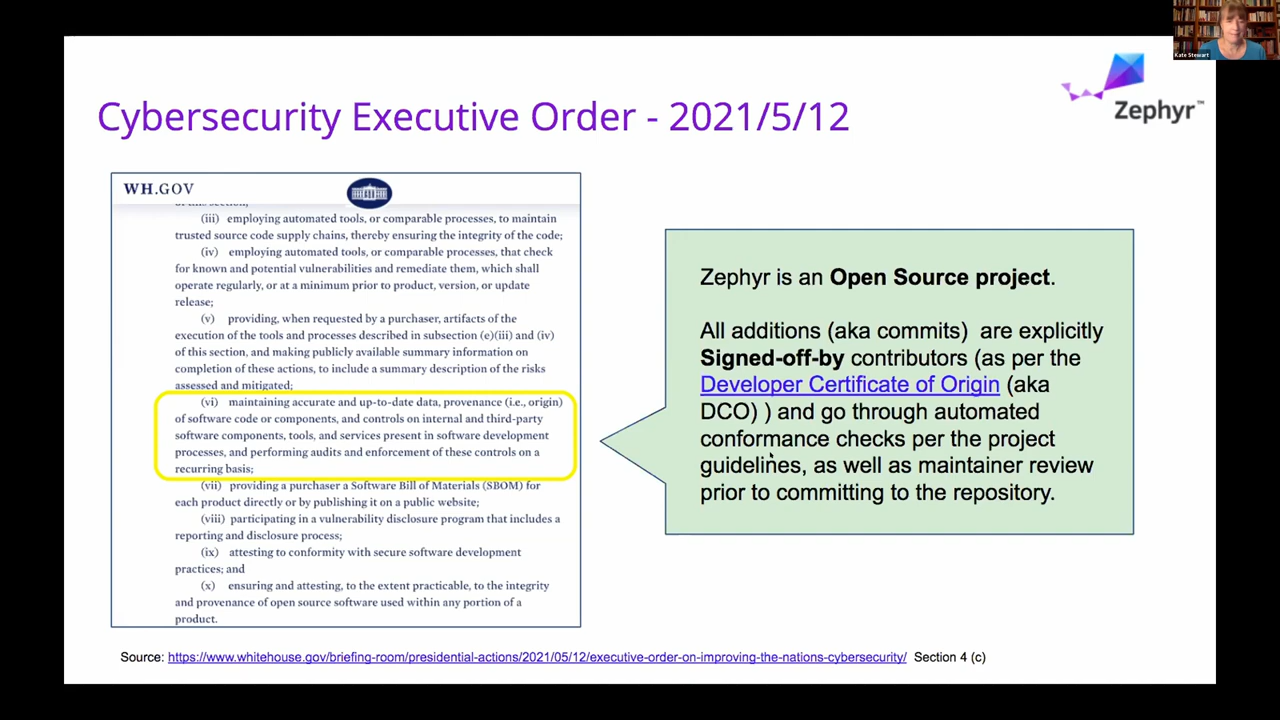 Kate Stewart
Zephyr™
Cybersecurity Executive Order - 2021/5/12
WH.GOV
of this section;
(iii) employing automated tools, or comparable processes, to maintain
trusted source code supply chains, thereby ensuring the integrity of the code;
(iv) employing automated tools, or comparable processes, that check
for known and potential vulnerabilities and remediate them, which shall
operate regularly, or at a minimum prior to product, version, or update
release;
(v) providing, when requested by a purchaser, artifacts of the
execution of the tools and processes described in subsection (e)(iii) and (iv)
of this section, and making publicly available summary information on
completion of these actions, to include a summary description of the risks
assessed and mitigated;
(vi) maintaining accurate and up-to-date data, provenance (i.e., origin)
of software code or components, and controls on internal and third-party
software components, tools, and services present in software development
processes, and performing audits and enforcement of these controls on a
recurring basis;
(vii) providing a purchaser a Software Bill of Materials (SBOM) for
each product directly or by publishing it on a public website;
(viii) participating in a vulnerability disclosure program that includes a
reporting and disclosure process;
(ix) attesting to conformity with secure software development
practices; and
(x) ensuring and attesting, to the extent practicable, to the integrity
and provenance of open source software used within any portion of a
product.
Zephyr is an Open Source project.
All additions (aka commits) are explicitly
Signed-off-by contributors (as per the
Developer Certificate of Origin (aka
DCO) ) and go through automated
conformance checks per the project
guidelines, as well as maintainer review
prior to committing to the repository.
Source: https://www.whitehouse.gov/briefing-room/presidential-actions/2021/05/12/executive-order-on-improving-the-nations-cybersecurity/ Section 4 (c)